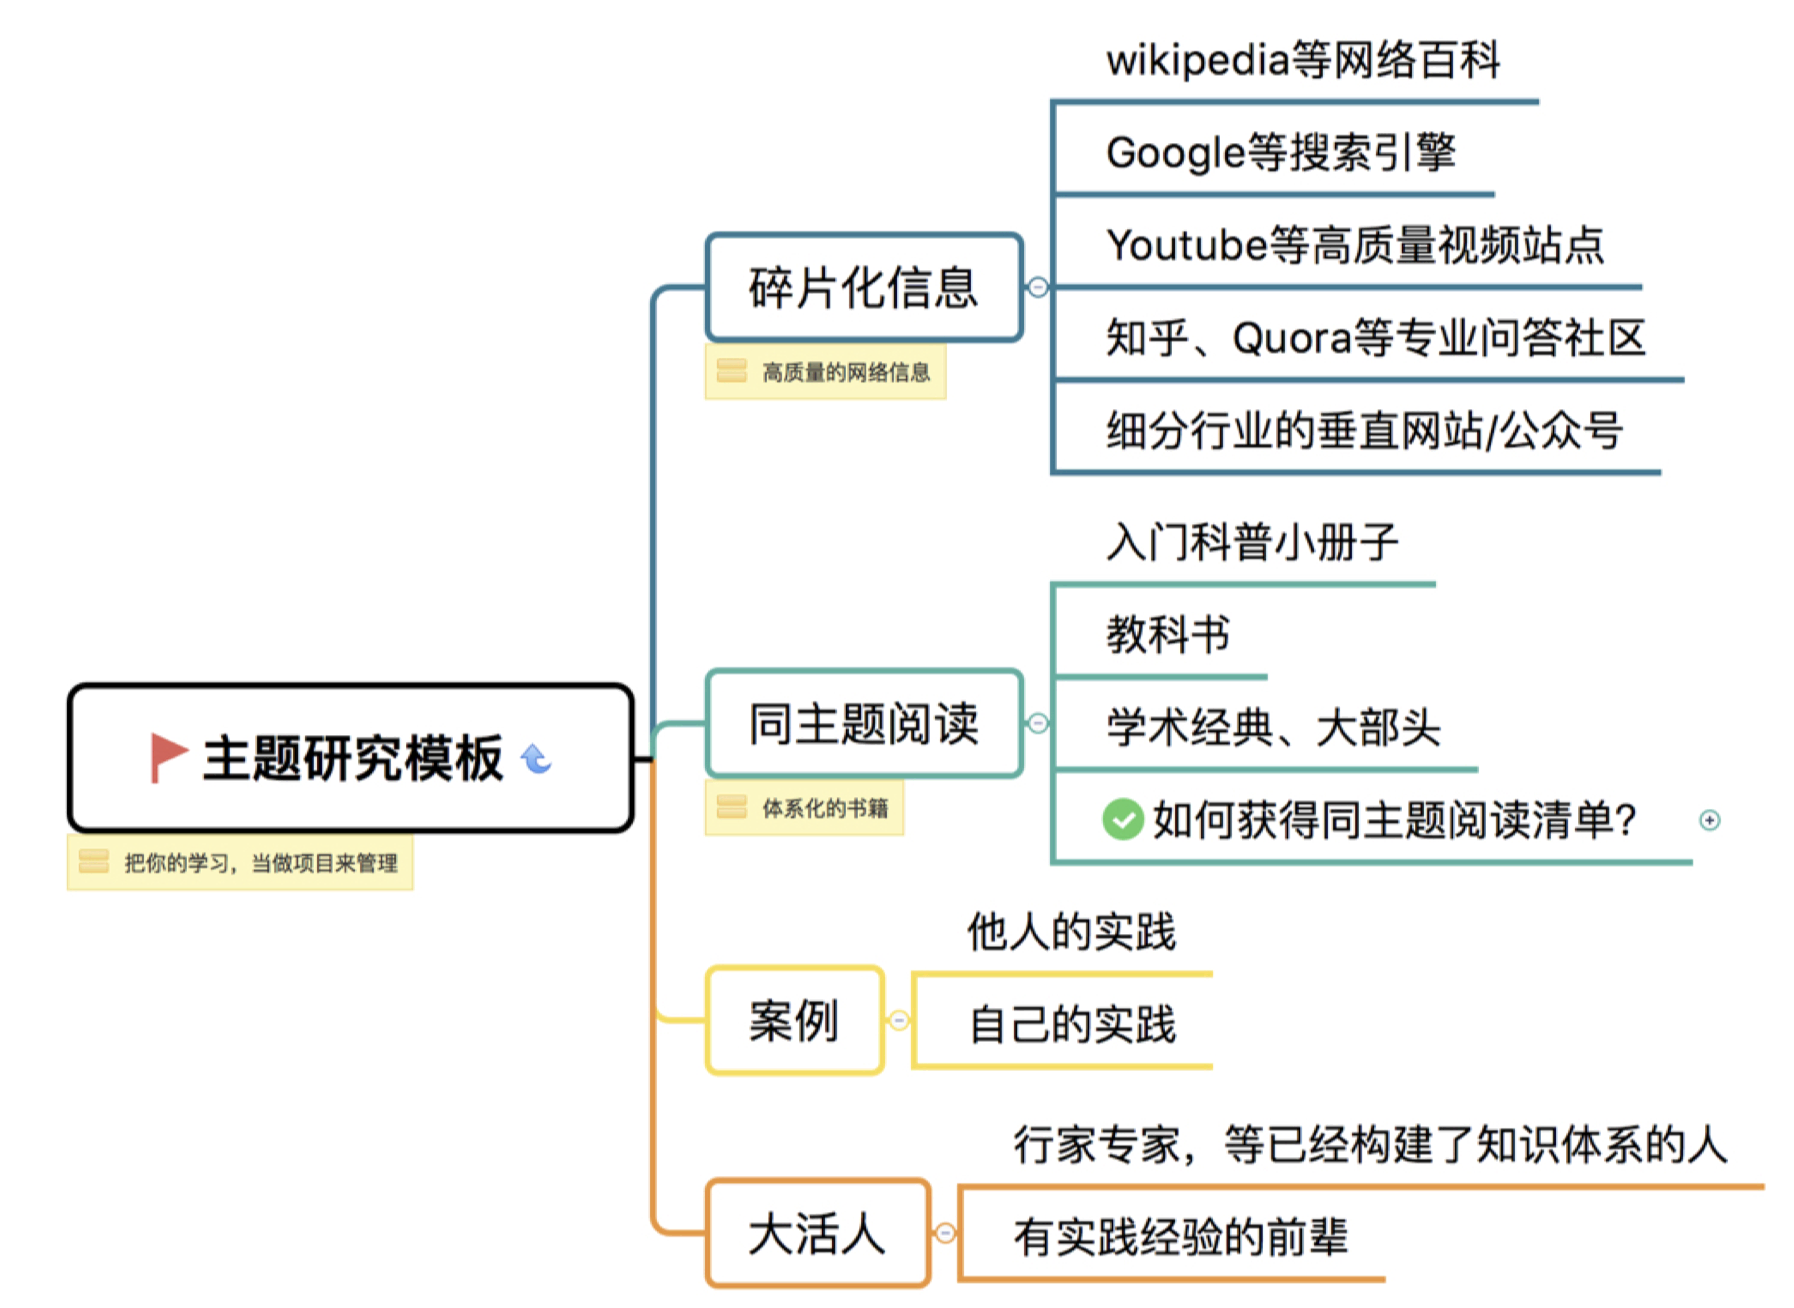 wikipedia等网络百科
Google等搜索引擎
Youtube等高质量视频站点
碎片化信息
知乎、Quora等专业问答社区
高质量的网络信息
细分行业的垂直网站/公众号
入门科普小册子
教科书
同主题阅读
学术经典、大部头
主题研究模板
体系化的书籍
如何获得同主题阅读清单?
把你的学习，当做项目来管理
他人的实践
案例
自己的实践
行家专家，等已经构建了知识体系的人
大活人
有实践经验的前辈